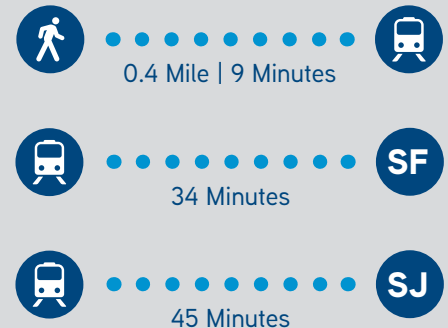 0.4 Mile | 9 Minutes
SF
34 Minutes
SJ
45 Minutes